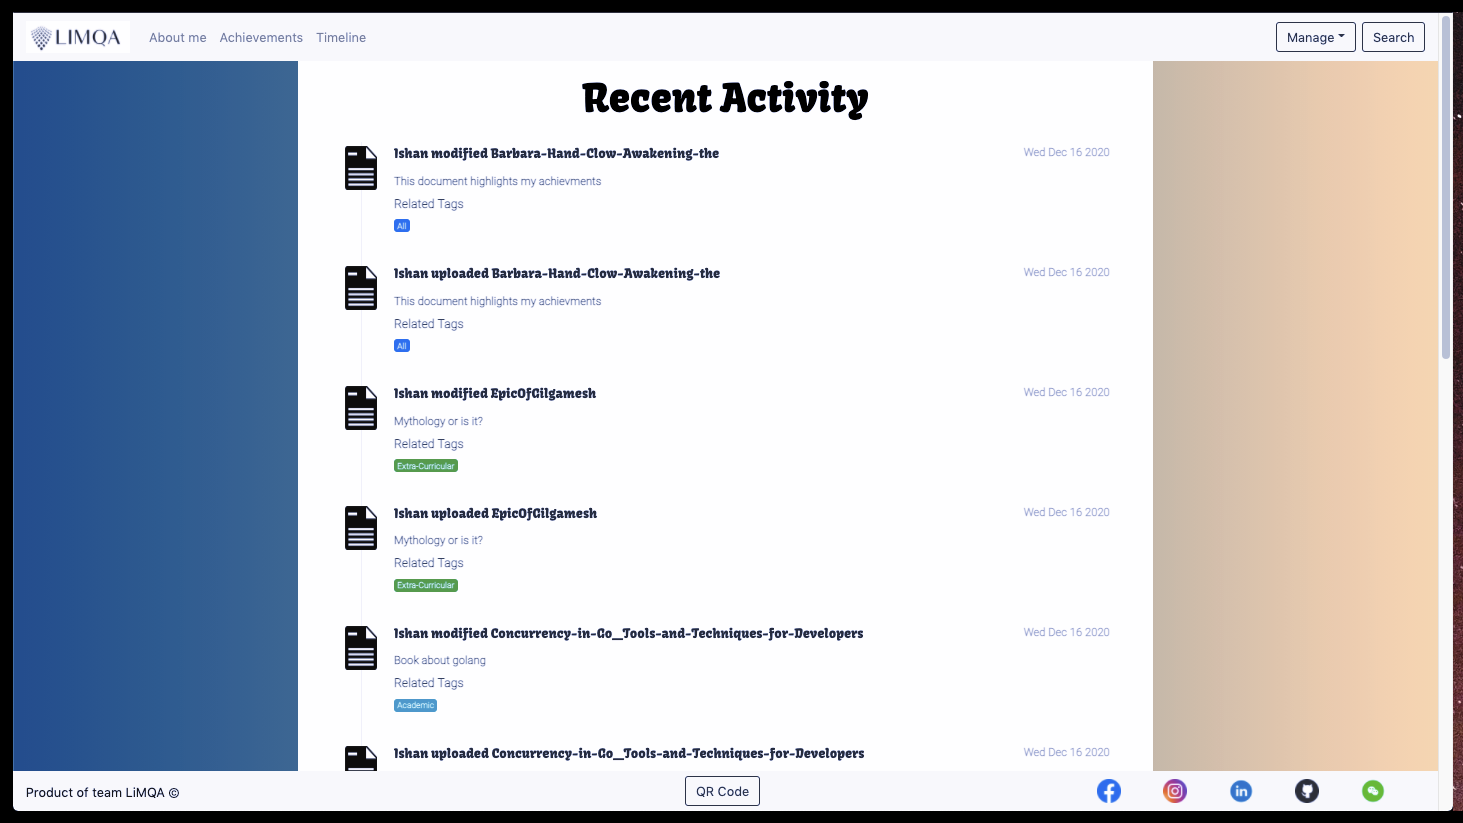 LIMQA About me Achievements Timeline Manage Search
Recent Activity
Ishan modified Barbara-Hand-Clow-Awakening-the Wed Dec 16 2020
This document highlights my achievments
Related Tags
All
Ishan uploaded Barbara-Hand-Clow-Awakening-the Wed Dec 16 2020
This document highlights my achievments
Related Tags
All
Ishan modified EpicOfGilgamesh Wed Dec 16 2020
Mythology or is it?
Related Tags
Extra-Curricular
Ishan uploaded EpicOfGilgamesh Wed Dec 16 2020
Mythology or is it?
Related Tags
Extra-Curricular
Ishan modified Concurrency-in-Go_Tools-and-Techniques-for-Developers Wed Dec 16 2020
Book about golang
Related Tags
Academic
Ishan uploaded Concurrency-in-Go_Tools-and-Techniques-for-Developers Wed Dec 16 2020
Product of team LiMQA © QR Code in